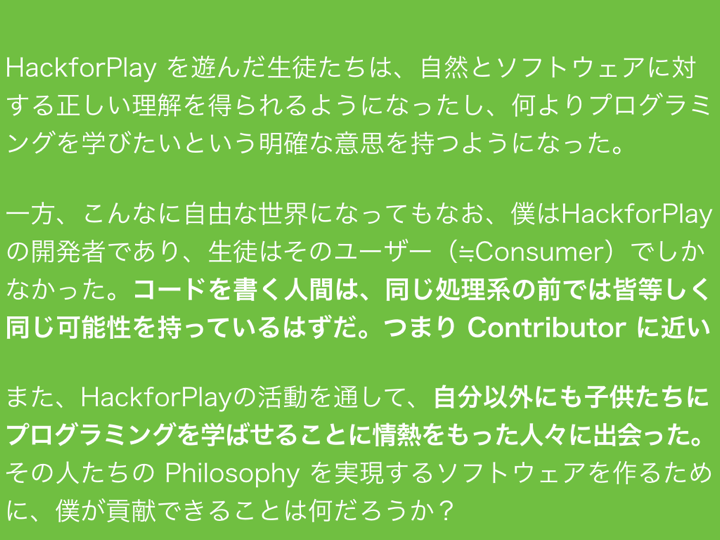 HackforPlay を遊んだ生徒たちは、自然とソフトウェアに対
する正しい理解を得られるようになったし、何よりプログラミ
ングを学びたいという明確な意思を持つようになった。
一方、こんなに自由な世界になってもなお、僕はHackforPlay
の開発者であり、生徒はそのユーザー（≒Consumer）でしか
なかった。コードを書く人間は、同じ処理系の前では皆等しく
同じ可能性を持っているはずだ。つまり Contributor に近い
また、HackforPlayの活動を通して、自分以外にも子供たちに
プログラミングを学ばせることに情熱をもった人々に出会った。
その人たちの Philosophy を実現するソフトウェアを作るため
に、僕が貢献できることは何だろうか？